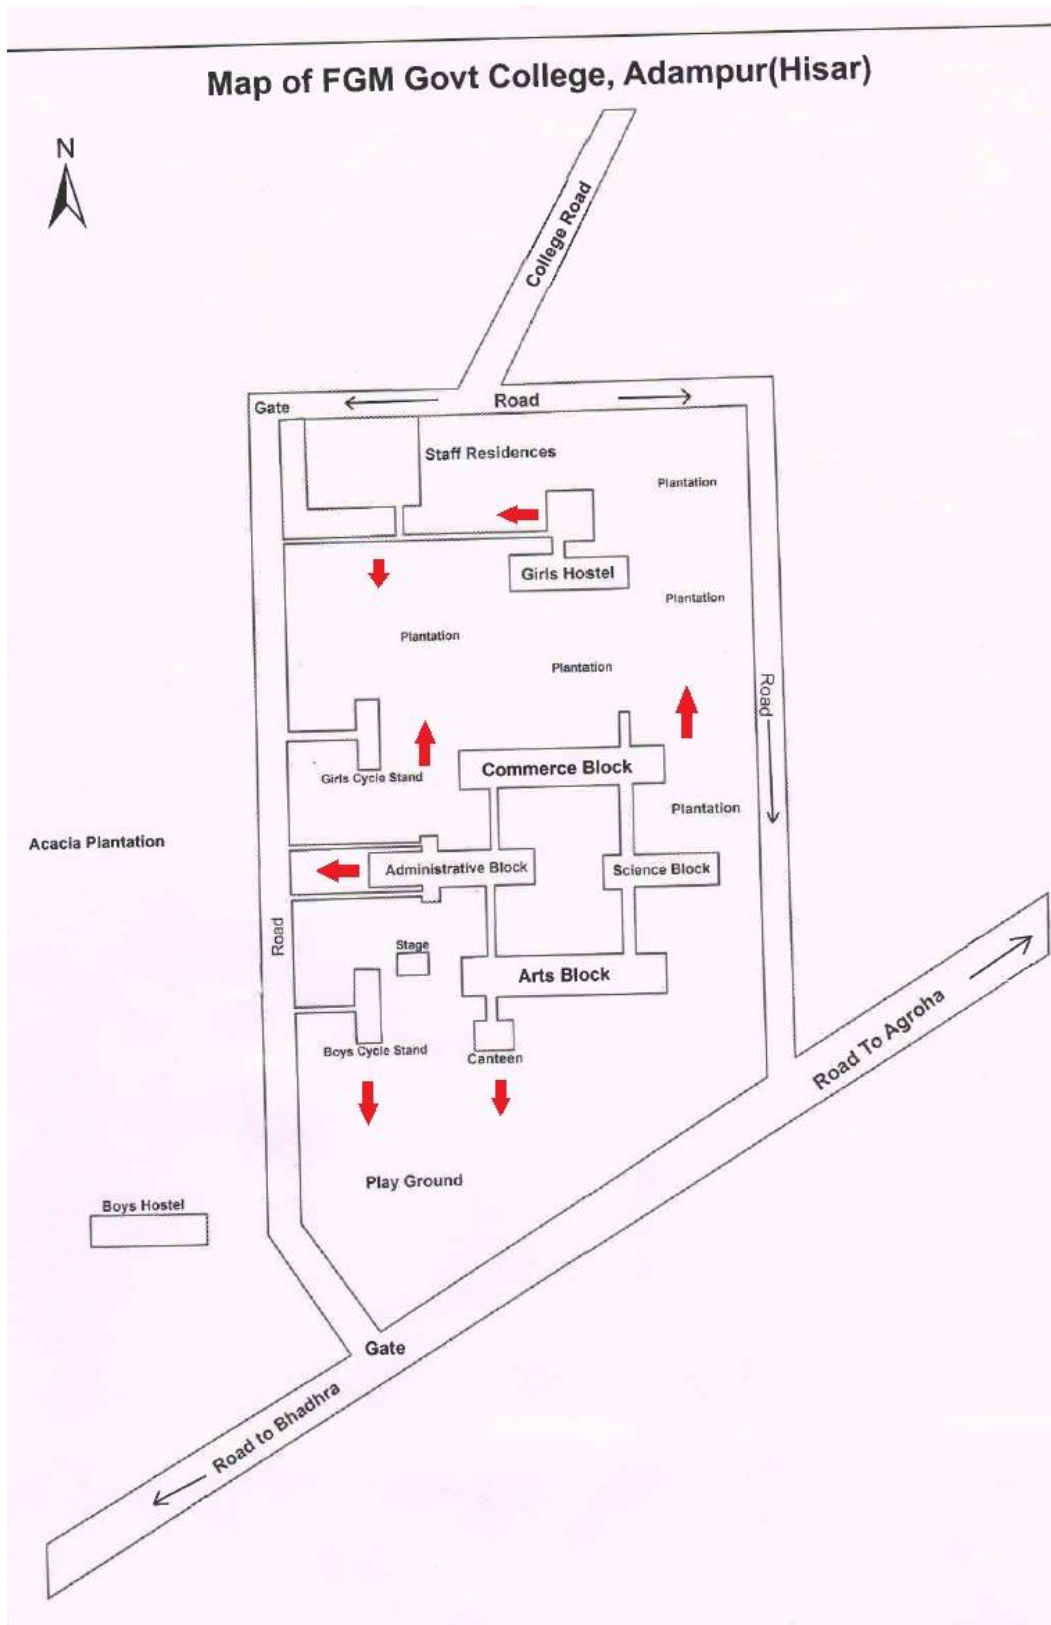 Map of FGM Govt College, Adampur(Hisar)
N
College Road
Gate
Road
Staff Residences
Plantation
Girls Hostel
Plantation
Plantation
Plantation
Road
Commerce Block
Girls Cycle Stand
Plantation
Acacia Plantation
Administrative Block
Science Block
Road
Stage
Arts Block
Boys Cycle Stand
Canteen
Road To Agroha
Play Ground
Boys Hostel
Gate
Road to Bhadhra